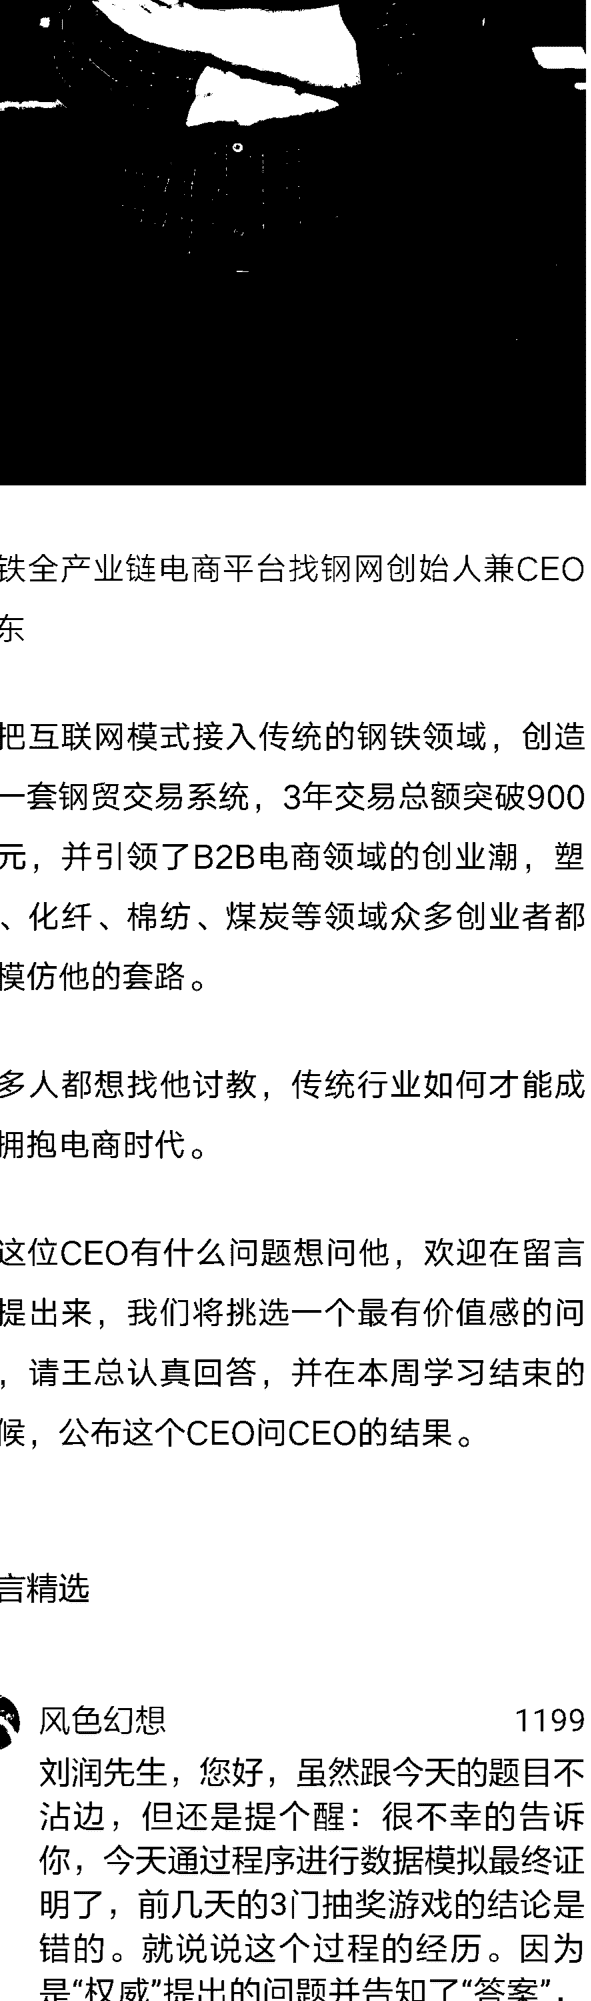 铁全产业链电商平台找钢网创始人兼CEO
东
把互联网模式接入传统的钢铁领域，创造
一套钢贸交易系统，3年交易总额突破900
元，并引领了B2B电商领域的创业潮，塑
、化纤、棉纺、煤炭等领域众多创业者都
模仿他的套路。
多人都想找他讨教，传统行业如何才能成
拥抱电商时代。
这位CEO有什么问题想问他，欢迎在留言
提出来，我们将挑选一个最有价值感的问
，请王总认真回答，并在本周学习结束的
候，公布这个CEO问CEO的结果。
言精选
风色幻想 1199
刘润先生，您好，虽然跟今天的题目不
沾边，但还是提个醒：很不幸的告诉
你，今天通过程序进行数据模拟最终证
明了，前几天的3门抽奖游戏的结论是
错的。就说说这个过程的经历。因为
是“权威”提出的问题并告知了“答案”，